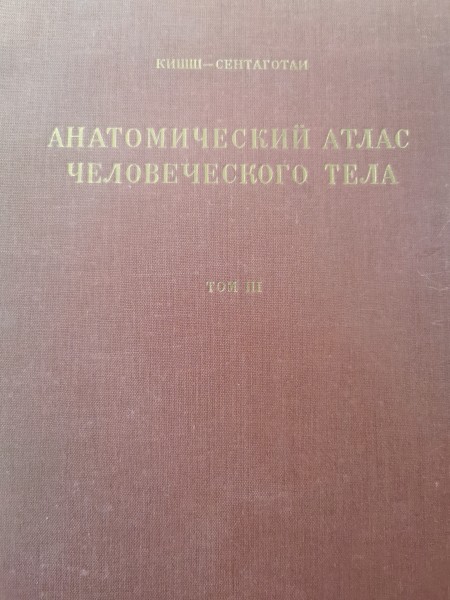 КИШШ—СЕНТАГОТАИ
АНАТОМИЧЕСКИЙ АТЛАС
ЧЕЛОВЕЧЕСКОГО ТЕЛА
ТОМ III